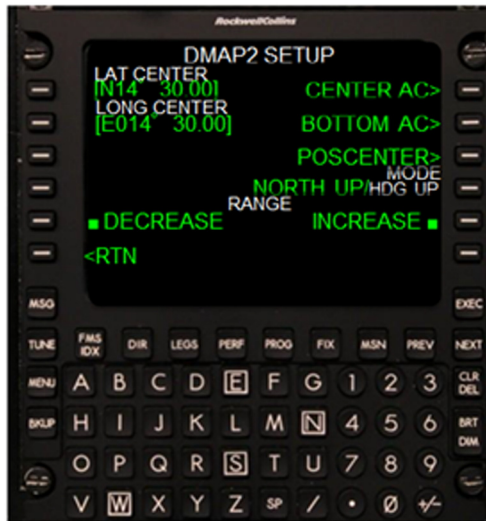 RockwellCollins
DMAP2 SETUP
LAT CENTER
[N14° 30.00] CENTER AC>
LONG CENTER
[E014° 30.00] BOTTOM AC>
POSCENTER>
MODE
NORTH UP/HDG UP
RANGE
DECREASE INCREASE
<RTN
MSG EXEC
TUNE FMS IDX DIR LEGS PERF PROG FIX MSN PREV NEXT
MENU A B C D E F G 1 2 3 CLR DEL
BKUP H I J K L M N 4 5 6 BRT DIM
O P Q R S T U 7 8 9
V W X Y Z SP / . Ø +/-